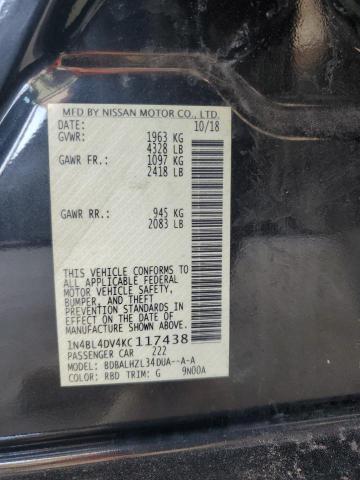 MFD BY NISSAN MOTOR CO., LTD.
DATE: 10/18
GVWR: 1963 KG
4328 LB
GAWR FR.: 1097 KG
2418 LB
GAWR RR.: 945 KG
2083 LB
THIS VEHICLE CONFORMS TO
ALL APPLICABLE FEDERAL
MOTOR VEHICLE SAFETY,
BUMPER, AND THEFT
PREVENTION STANDARDS IN
EFFECT ON THE DATE OF
MANUFACTURE SHOWN ABOVE.
1N4BL4DV4KC117438
PASSENGER CAR 222
MODEL: BDBALHZL34DUA--A-A
COLOR: RBD TRIM: G 9N00A